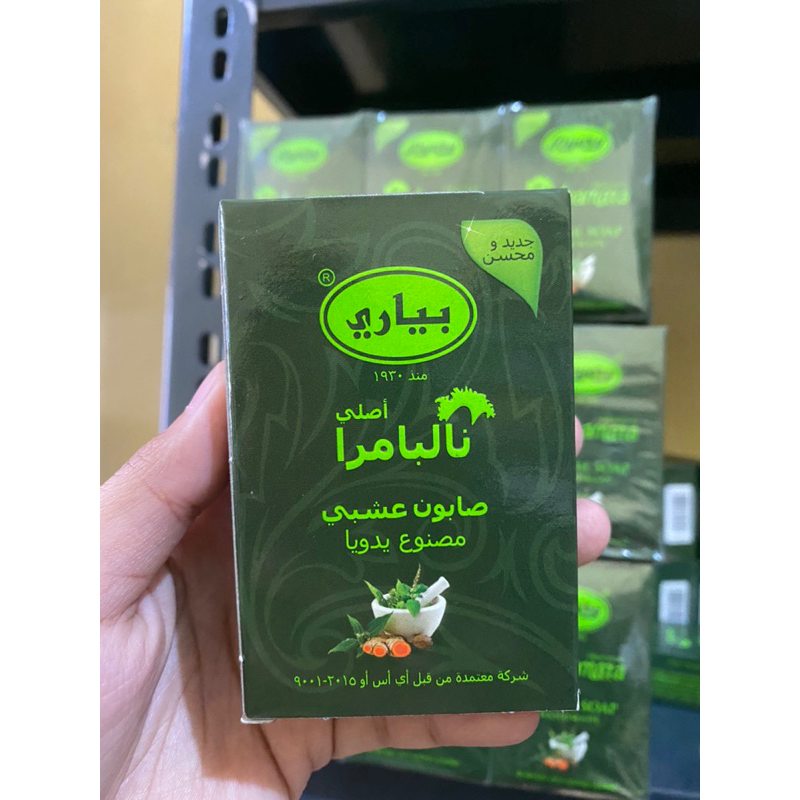 جديد و
محسن
®
بياري
منذ ١٩٣٠
أصلي
نالبامرا
صابون عشبي
مصنوع يدويا
شركة معتمدة من قبل أي أس أو ٢٠١٥-٩٠٠١